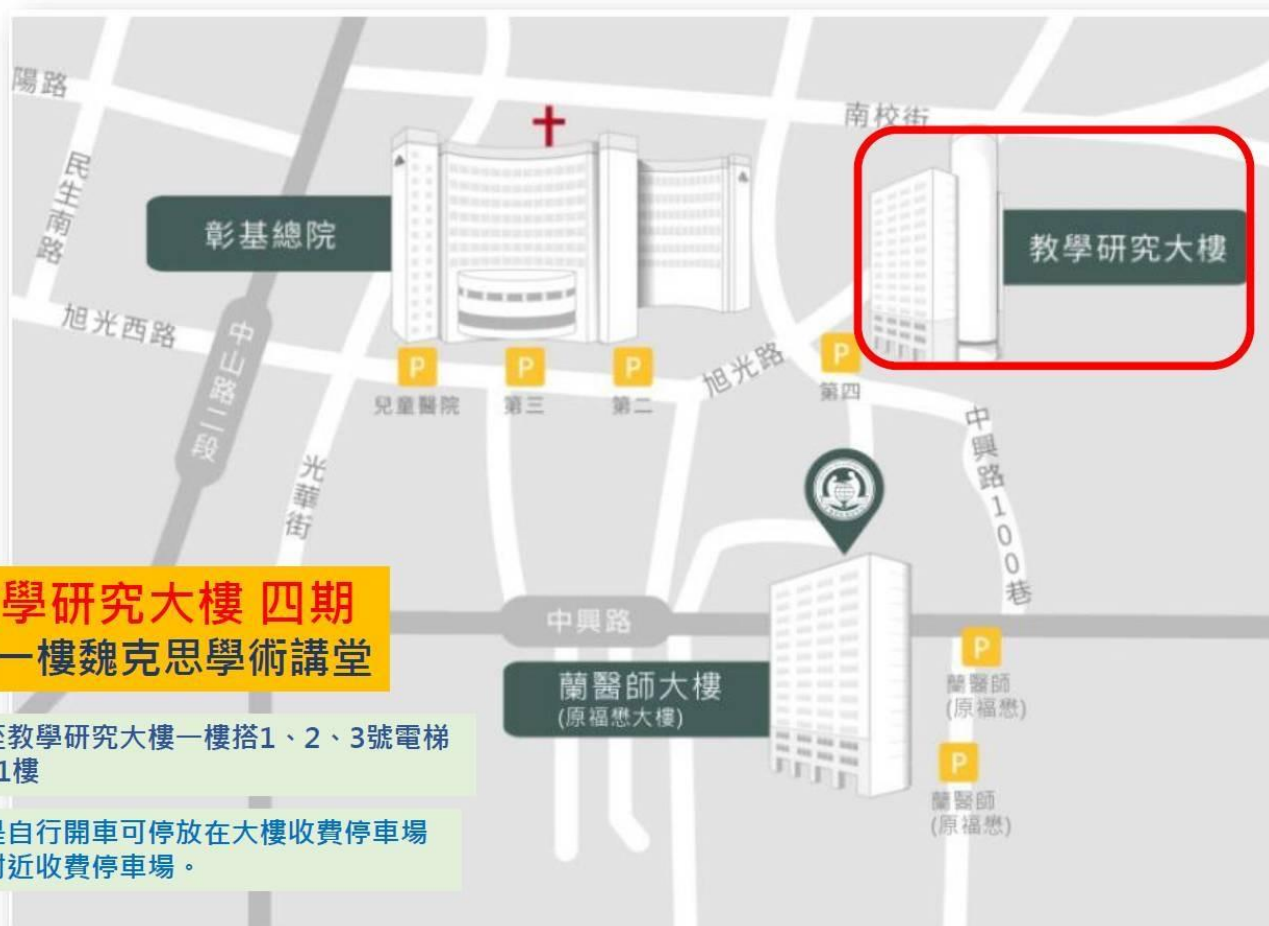 陽路
南校街
民生南路
彰基總院
教學研究大樓
旭光西路
中山路二段
P
兒童醫院
P
第三
P
第二
旭光路
P
第四
光華街
中興路100巷
學研究大樓 四期
一樓魏克思學術講堂
中興路
蘭醫師大樓
(原福懋大樓)
P
蘭醫師
(原福懋)
至教學研究大樓一樓搭1、2、3號電梯
1樓
P
蘭醫師
(原福懋)
是自行開車可停放在大樓收費停車場
附近收費停車場。